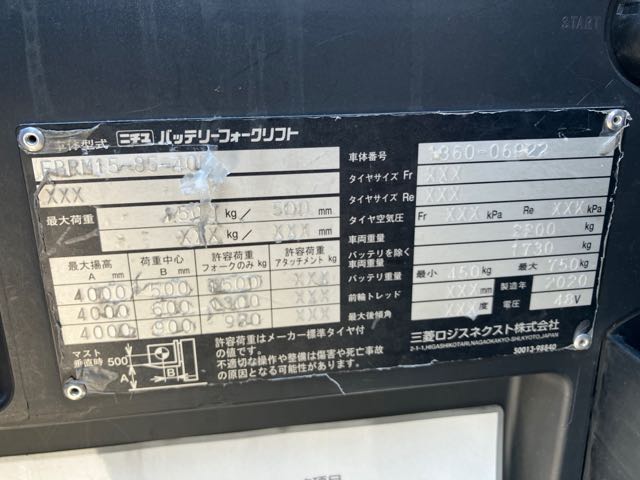 START
車体型式 ニチユ バッテリーフォークリフト
XXX
最大荷重 500 kg/ 500 mm
XXX kg/ XXX mm
最大揚高 A mm 荷重中心 B mm 許容荷重 フォークのみ kg 許容荷重 アタッチメント kg
4000 500 XXX
4000 600 XXX
4000 XXX
マスト垂直時 500 A B
許容荷重はメーカー標準タイヤ付
の値です。
不適切な操作や整備は傷害や死亡事故
の原因となる可能性があります。
車体番号
タイヤサイズ Fr XXX
タイヤサイズ Re XXX
タイヤ空気圧 Fr XXX kPa Re XXX kPa
車両重量 kg
バッテリを除く車両重量 1730 kg
バッテリ重量 最小 450 kg 最大 750 kg
前輪トレッド XXX mm 製造年 2020
最大後傾角 XXX 度 電圧 48 V
三菱ロジスネクスト株式会社
2-1-1,HIGASHIKOTARI,NAGAOKAKYO-SHI,KYOTO,JAPAN